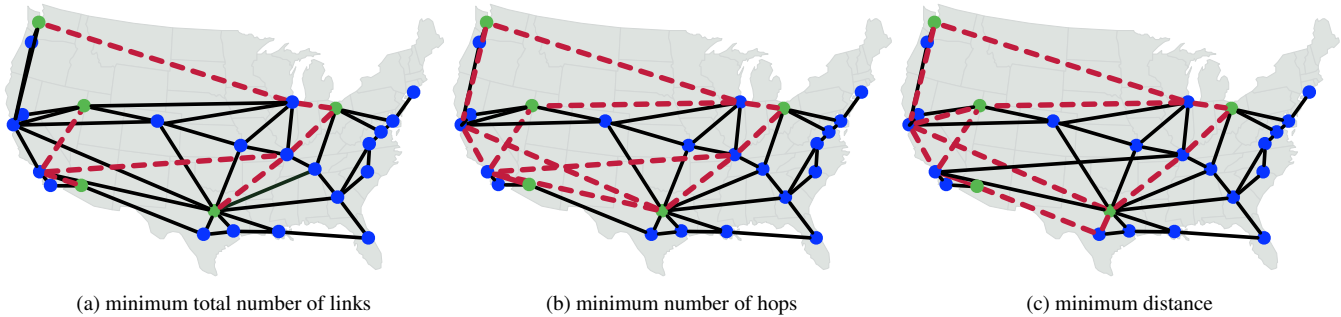 (a) minimum total number of links
(b) minimum number of hops
(c) minimum distance